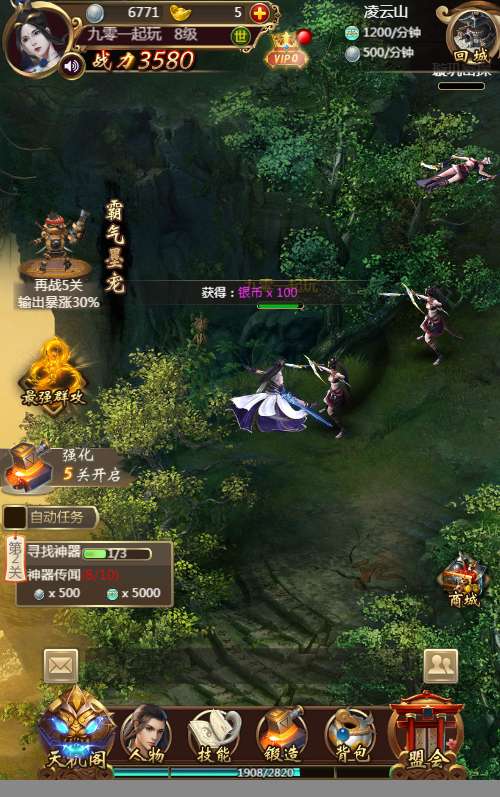 6771
5
九零一起玩 8级
世
战力3580
VIP0
凌云山
1200/分钟
500/分钟
回城
霸气墨龙
再战5关
输出暴涨30%
获得:银币 x 100
最强群攻
强化
5关开启
自动任务
第2关
寻找神器 1/3
神器传闻(6/10)
x 500
x 5000
商城
天机阁
人物
技能
锻造
背包
盟会
1908/2820